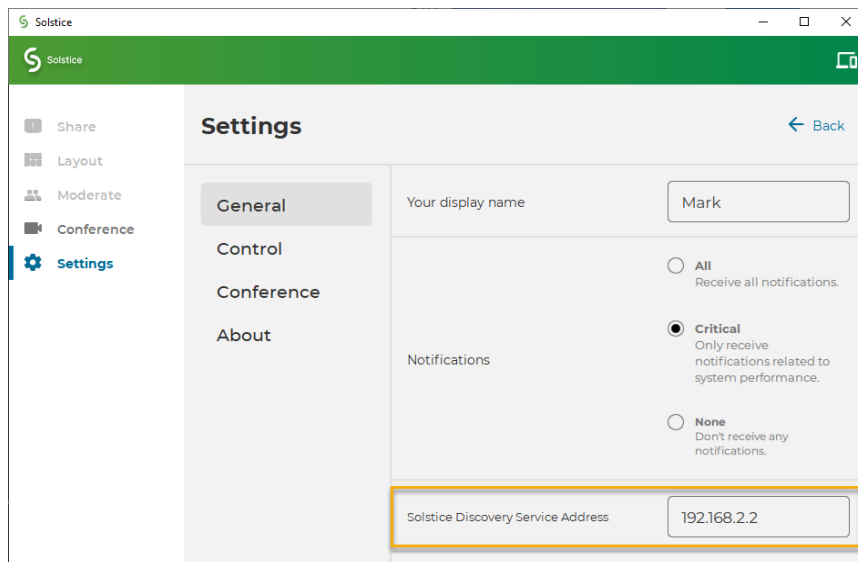 Solstice
Solstice
Share
Layout
Moderate
Conference
Settings
Settings
Back
General
Control
Conference
About
Your display name
Mark
Notifications
All
Receive all notifications.
Critical
Only receive
notifications related to
system performance.
None
Don't receive any
notifications.
Solstice Discovery Service Address
192.168.2.2